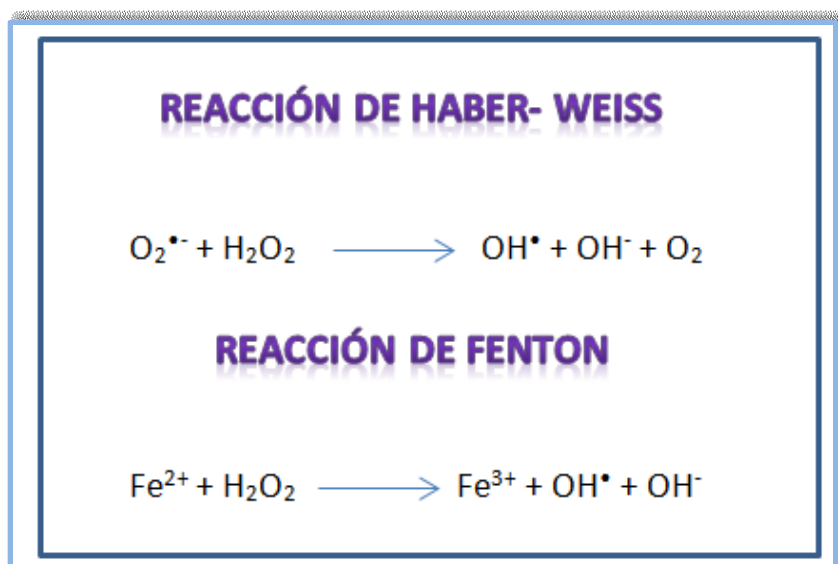 REACCIÓN DE HABER- WEISS
O₂•⁻ + H₂O₂ ⟶ OH• + OH⁻ + O₂
REACCIÓN DE FENTON
Fe²⁺ + H₂O₂ ⟶ Fe³⁺ + OH• + OH⁻